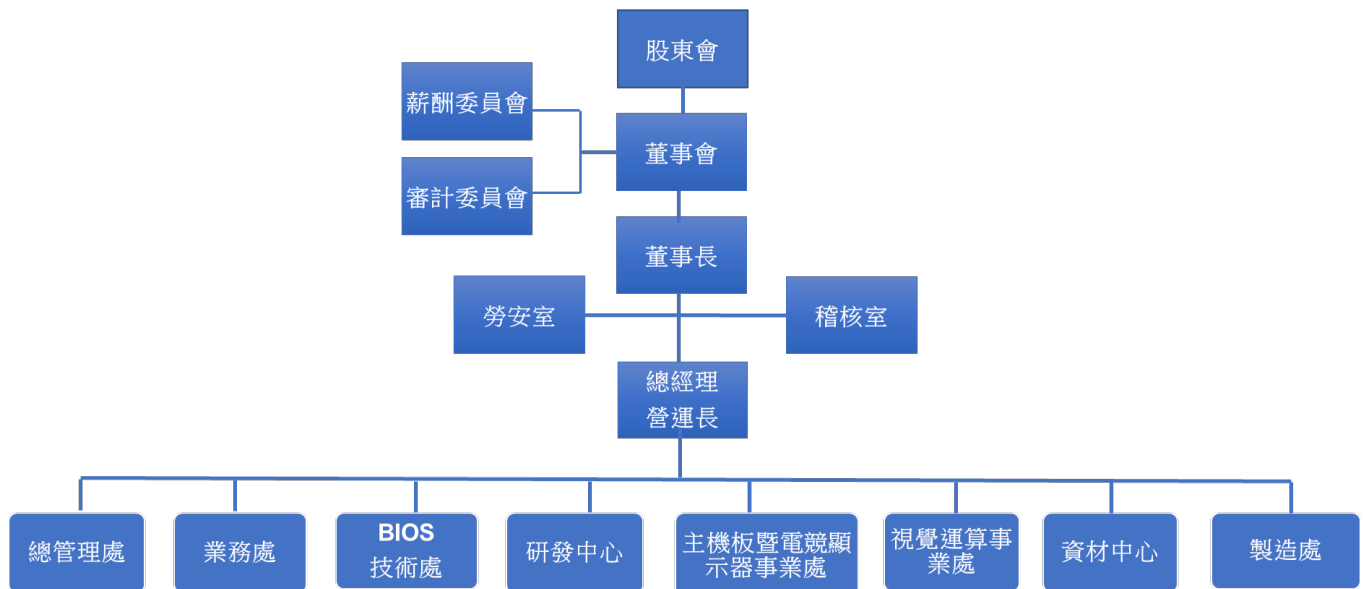 股東會
薪酬委員會
董事會
審計委員會
董事長
勞安室
稽核室
總經理
營運長
總管理處
業務處
BIOS
技術處
研發中心
主機板暨電競顯
示器事業處
視覺運算事
業處
資材中心
製造處